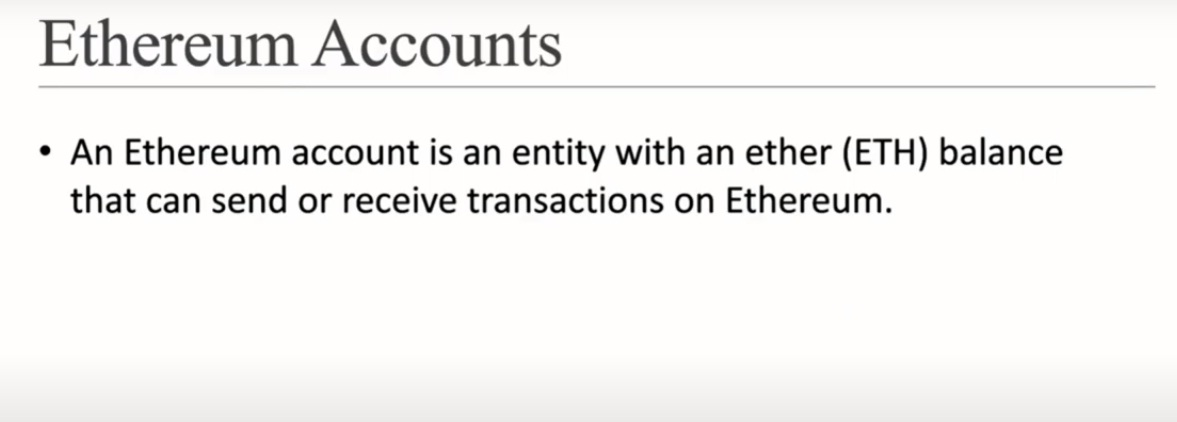 Ethereum Accounts
• An Ethereum account is an entity with an ether (ETH) balance
that can send or receive transactions on Ethereum.